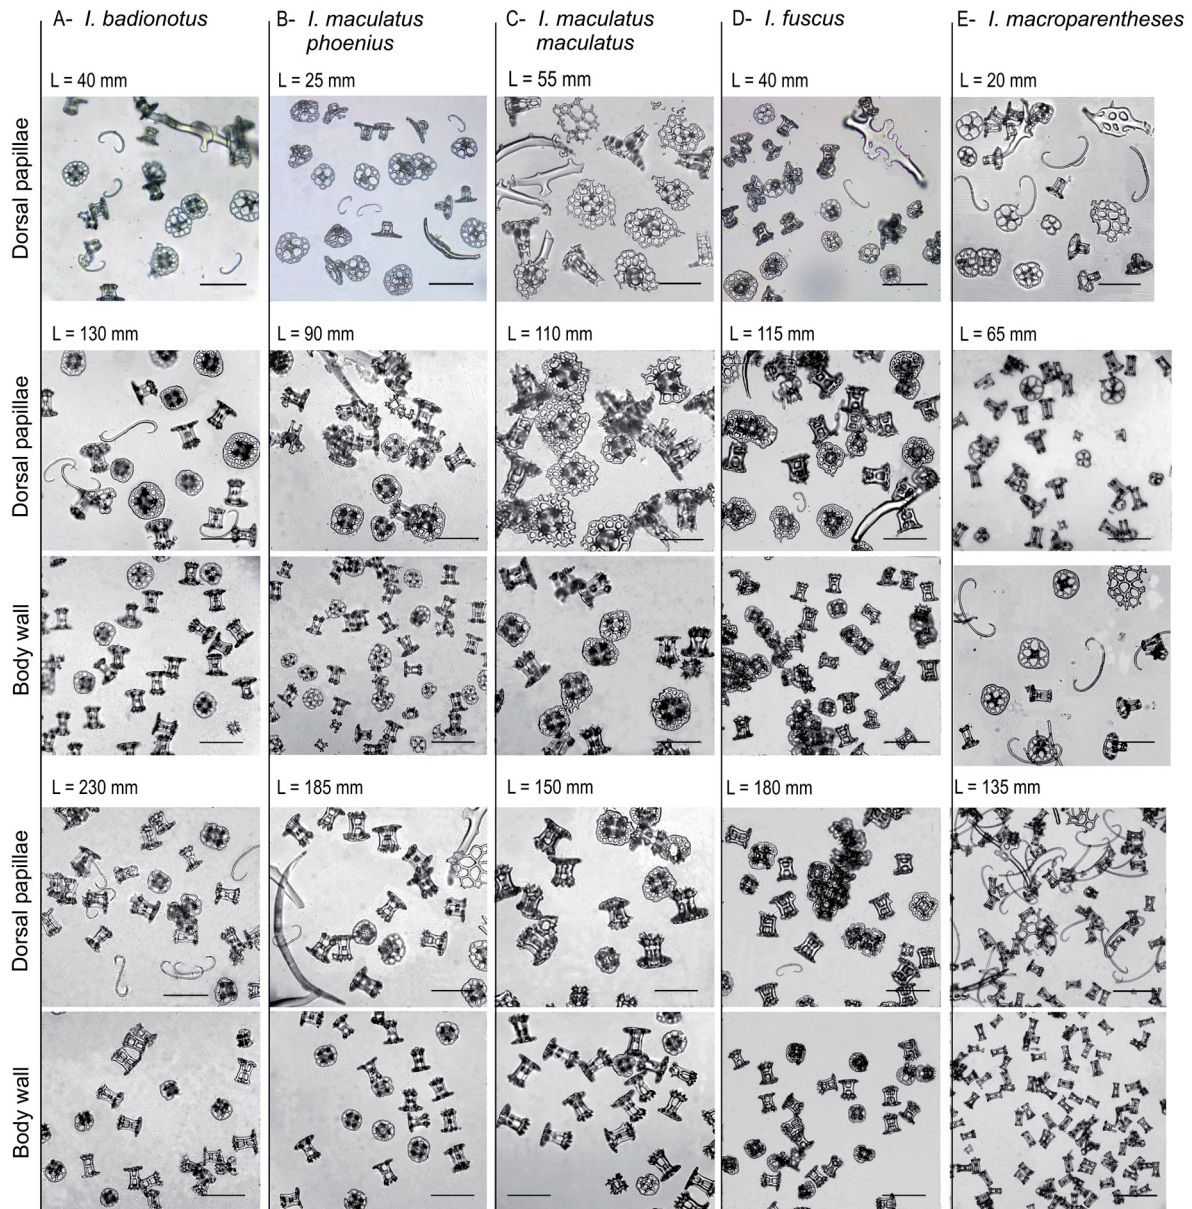 A- I. badionotus
B- I. maculatus
phoenius
C- I. maculatus
maculatus
D- I. fuscus
E- I. macroparentheses
L = 40 mm
L = 25 mm
L = 55 mm
L = 40 mm
L = 20 mm
Dorsal papillae
L = 130 mm
L = 90 mm
L = 110 mm
L = 115 mm
L = 65 mm
Dorsal papillae
Body wall
L = 230 mm
L = 185 mm
L = 150 mm
L = 180 mm
L = 135 mm
Dorsal papillae
Body wall